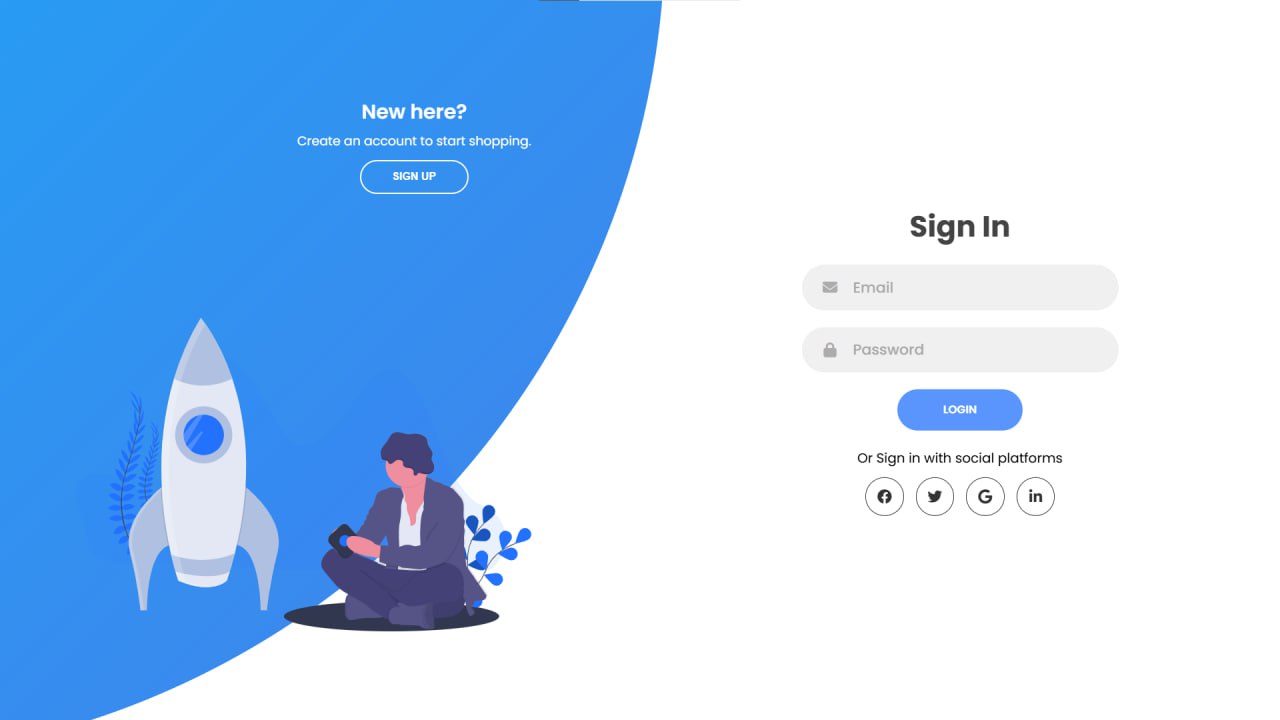 New here?
Create an account to start shopping.
SIGN UP
Sign In
Email
Password
LOGIN
Or Sign in with social platforms